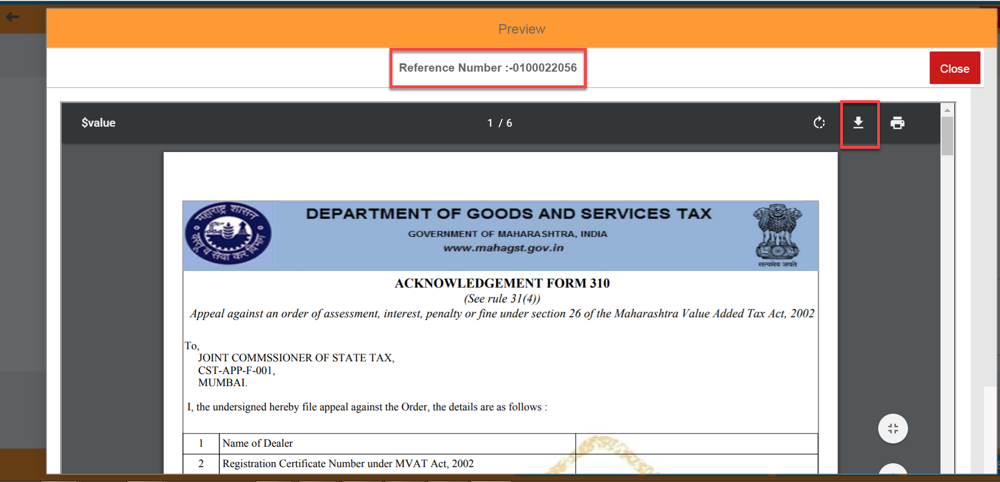 Preview
Reference Number :-0100022056
Close
$value
1 / 6
महाराष्ट्र शासन
वस्तू व सेवा कर विभाग
DEPARTMENT OF GOODS AND SERVICES TAX
GOVERNMENT OF MAHARASHTRA, INDIA
www.mahagst.gov.in
सत्यमेव जयते
ACKNOWLEDGEMENT FORM 310
(See rule 31(4))
Appeal against an order of assessment, interest, penalty or fine under section 26 of the Maharashtra Value Added Tax Act, 2002
To,
JOINT COMMSSIONER OF STATE TAX,
CST-APP-F-001,
MUMBAI.
I, the undersigned hereby file appeal against the Order, the details are as follows :
1 Name of Dealer
2 Registration Certificate Number under MVAT Act, 2002